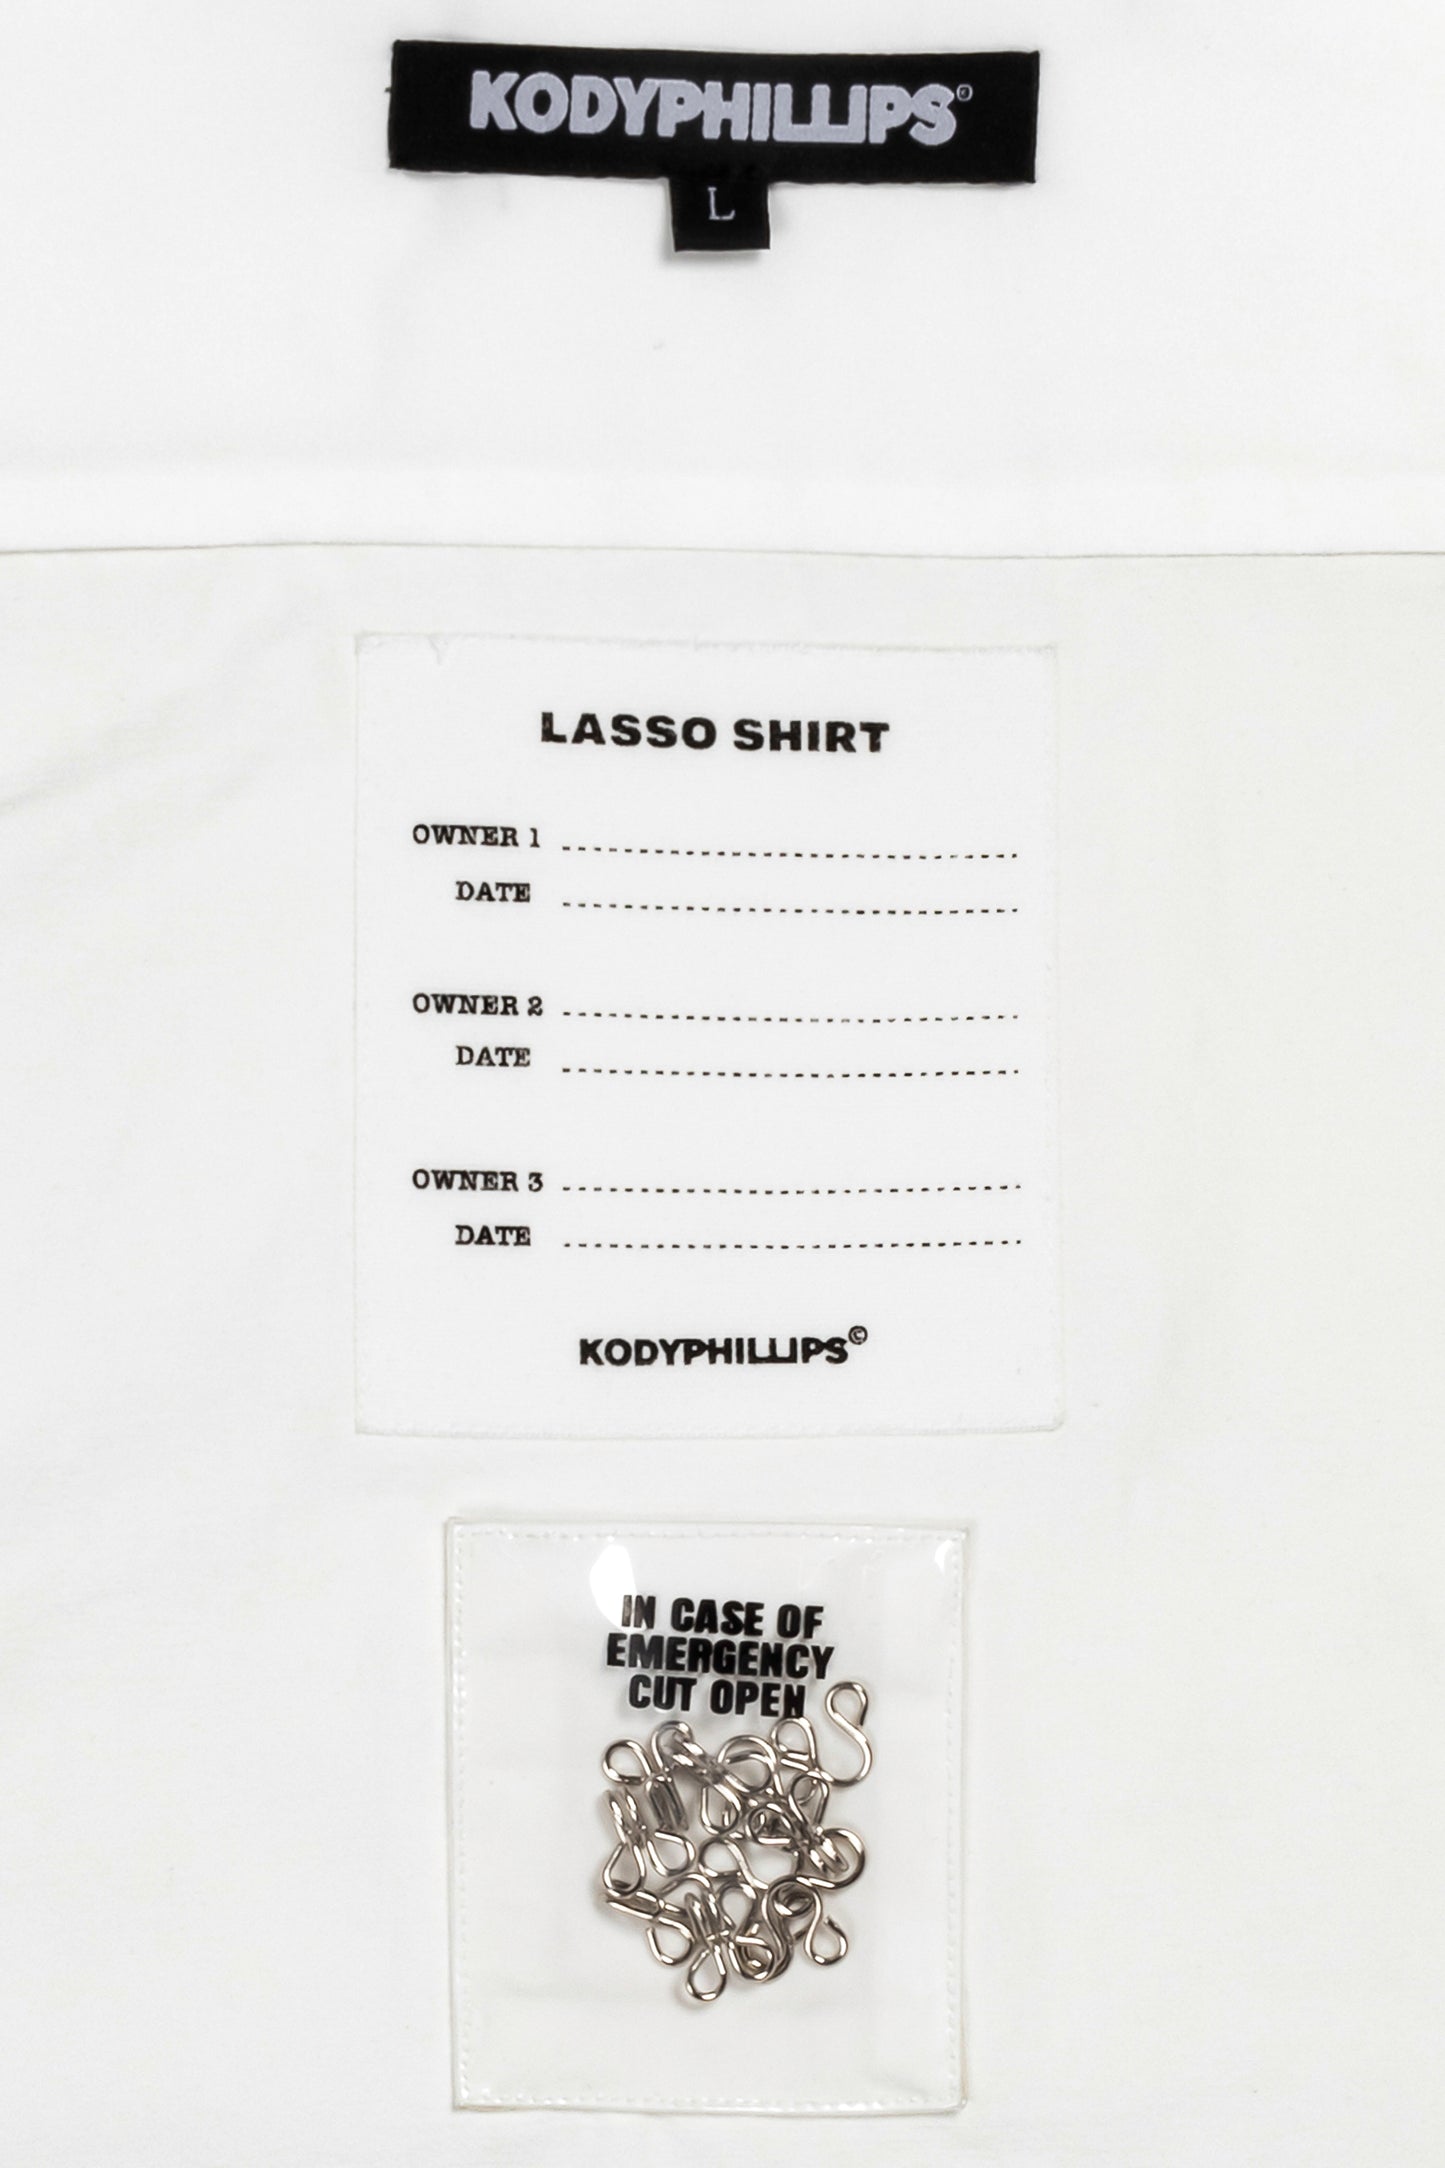 KODYPHILLIPS©
L
LASSO SHIRT
OWNER 1
DATE
OWNER 2
DATE
OWNER 3
DATE
KODYPHILLIPS©
IN CASE OF
EMERGENCY
CUT OPEN